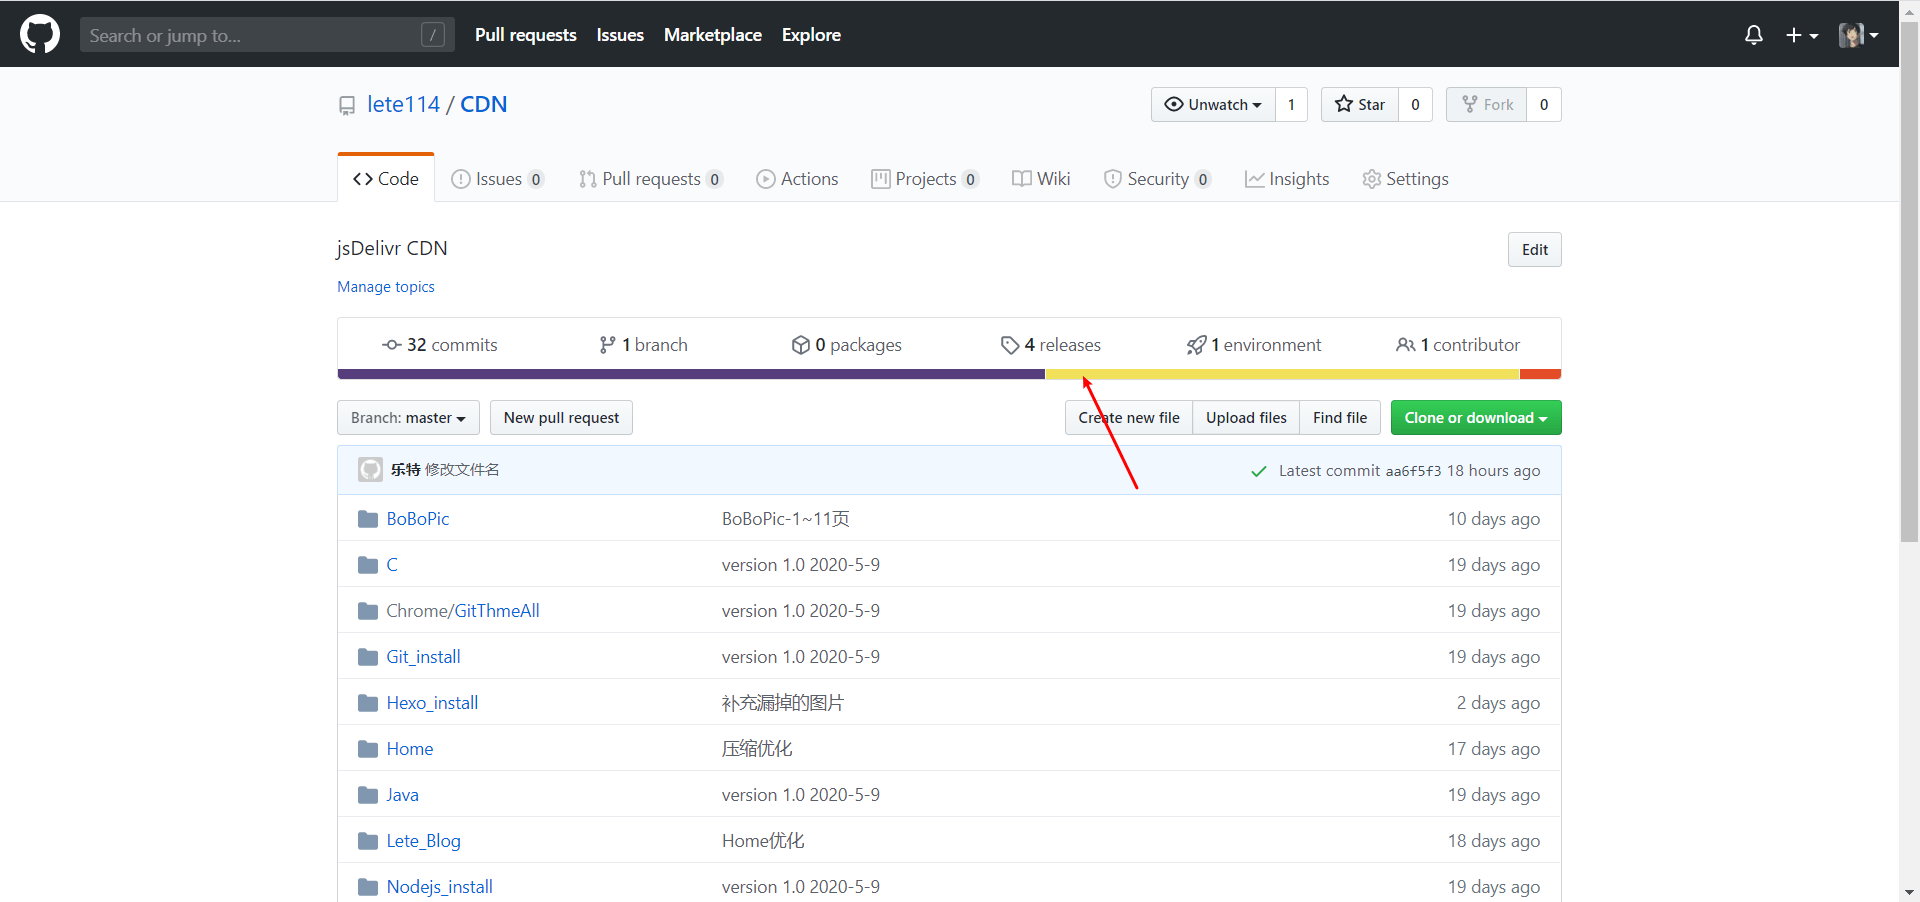 Search or jump to... / Pull requests Issues Marketplace Explore
lete114 / CDN Unwatch 1 Star 0 Fork 0
Code Issues 0 Pull requests 0 Actions Projects 0 Wiki Security 0 Insights Settings
jsDelivr CDN Edit
Manage topics
32 commits 1 branch 0 packages 4 releases 1 environment 1 contributor
Branch: master New pull request Create new file Upload files Find file Clone or download
乐特 修改文件名 Latest commit aa6f5f3 18 hours ago
BoBoPic BoBoPic-1~11页 10 days ago
C version 1.0 2020-5-9 19 days ago
Chrome/GitThmeAll version 1.0 2020-5-9 19 days ago
Git_install version 1.0 2020-5-9 19 days ago
Hexo_install 补充漏掉的图片 2 days ago
Home 压缩优化 17 days ago
Java version 1.0 2020-5-9 19 days ago
Lete_Blog Home优化 18 days ago
Nodejs_install version 1.0 2020-5-9 19 days ago